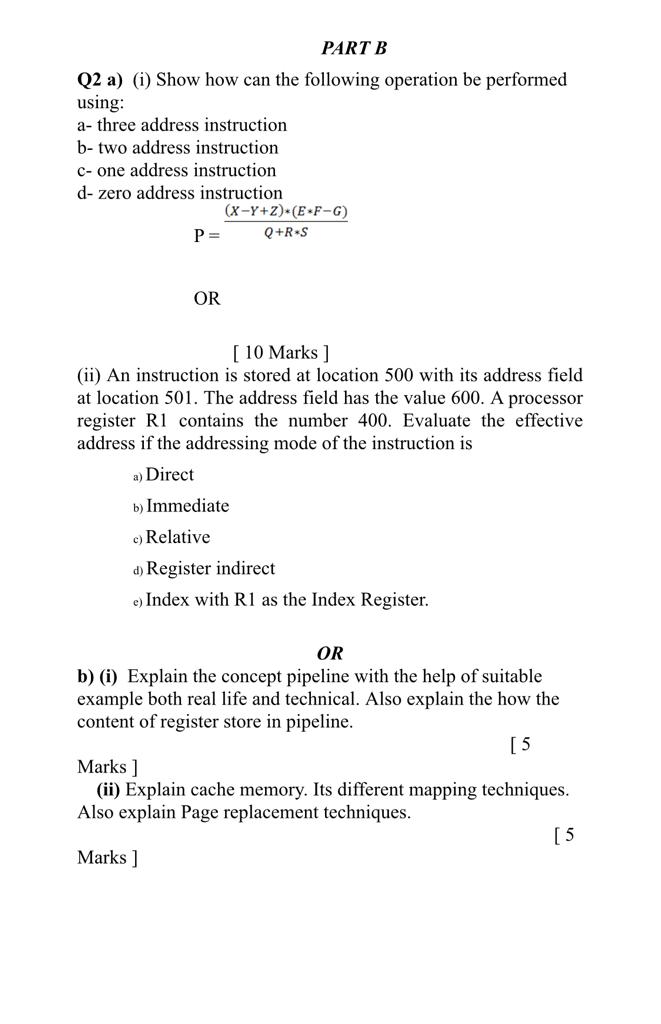 PART B
Q2 a) (i) Show how can the following operation be performed
using:
a- three address instruction
b- two address instruction
c- one address instruction
d- zero address instruction
(X−Y+Z)∗(E∗F−G)
P =
Q+R∗S
OR
[ 10 Marks ]
(ii) An instruction is stored at location 500 with its address field
at location 501. The address field has the value 600. A processor
register R1 contains the number 400. Evaluate the effective
address if the addressing mode of the instruction is
a) Direct
b) Immediate
c) Relative
d) Register indirect
e) Index with R1 as the Index Register.
OR
b) (i) Explain the concept pipeline with the help of suitable
example both real life and technical. Also explain the how the
content of register store in pipeline.
[ 5
Marks ]
(ii) Explain cache memory. Its different mapping techniques.
Also explain Page replacement techniques.
[ 5
Marks ]